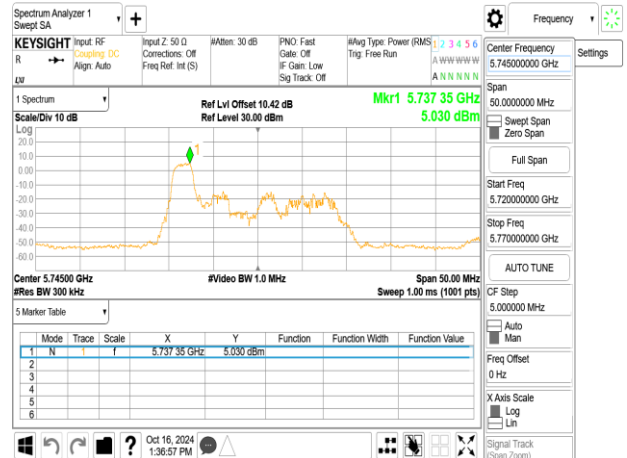 Spectrum Analyzer 1
Swept SA
Frequency
KEYSIGHT
R
Input: RF
Coupling: DC
Align: Auto
Input Z: 50 Ω
Corrections: Off
Freq Ref: Int (S)
#Atten: 30 dB
PNO: Fast
Gate: Off
IF Gain: Low
Sig Track: Off
#Avg Type: Power (RMS
Trig: Free Run
1 2 3 4 5 6
A W W W W W
A N N N N N
Settings
Center Frequency
5.745000000 GHz
Span
50.0000000 MHz
Swept Span
Zero Span
Full Span
Start Freq
5.720000000 GHz
Stop Freq
5.770000000 GHz
AUTO TUNE
CF Step
5.000000 MHz
Auto
Man
Freq Offset
0 Hz
X Axis Scale
Log
Lin
Signal Track
(Span Zoom)
1 Spectrum
Scale/Div 10 dB
Ref Lvl Offset 10.42 dB
Ref Level 30.00 dBm
Mkr1 5.737 35 GHz
5.030 dBm
Log
20.0
10.0
0.00
-10.0
-20.0
-30.0
-40.0
-50.0
-60.0
1
Center 5.74500 GHz
#Res BW 300 kHz
#Video BW 1.0 MHz
Span 50.00 MHz
Sweep 1.00 ms (1001 pts)
5 Marker Table
Mode Trace Scale X Y Function Function Width Function Value
1 N 1 f 5.737 35 GHz 5.030 dBm
2
3
4
5
6
?
Oct 16, 2024
1:36:57 PM